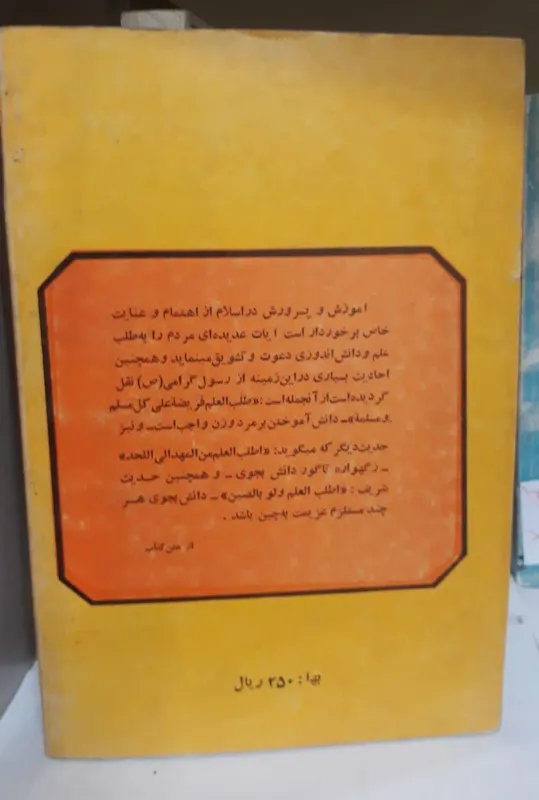 آموزش و پرورش در اسلام از اهتمام و عنایت
خاص برخوردار است آیات عدیده‌ای مردم را به‌طلب
علم و دانش‌اندوزی دعوت و تشویق مینماید و همچنین
احادیث بسیاری در این زمینه از رسول گرامی (ص) نقل
گردیده‌است از آنجمله است: «طلب العلم فریضة علی کل مسلم
و مسلمة» ـ دانش آموختن بر مرد و زن واجب است ـ و نیز
حدیث دیگر که میگوید: «اطلب العلم من المهد الی اللحد»
ـ ز گهواره تا گور دانش بجوی ـ و همچنین حدیث
شریف: «اطلب العلم ولو بالصین» ـ دانش بجوی هر
چند مستلزم عزیمت به‌چین باشد.
از متن کتاب
بها: ۲۵۰ ریال